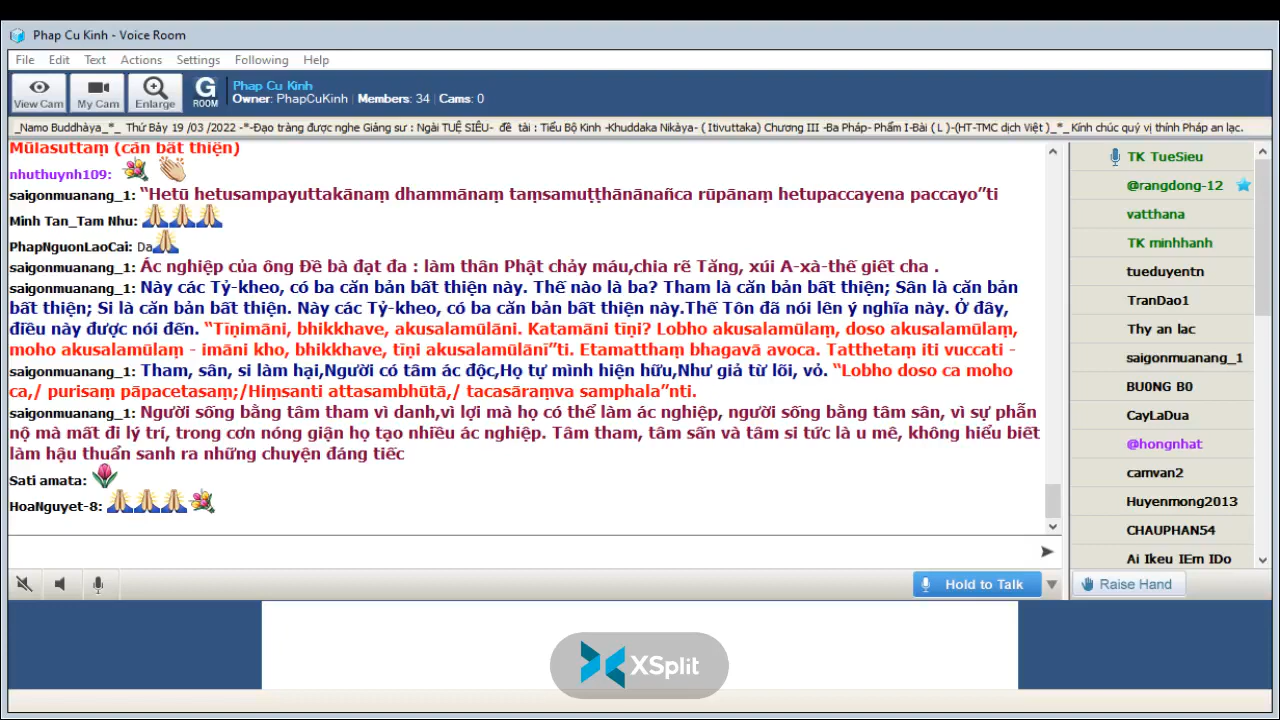 Phap Cu Kinh - Voice Room
File Edit Text Actions Settings Following Help
View Cam My Cam Enlarge G ROOM
Phap Cu Kinh
Owner: PhapCuKinh | Members: 34 | Cams: 0
_Namo Buddhàya_*_ Thứ Bảy 19 /03 /2022 -*-Đạo tràng được nghe Giảng sư : Ngài TUỆ SIÊU- đề tài : Tiểu Bộ Kinh -Khuddaka Nikàya- ( Itivuttaka) Chương III -Ba Pháp- Phẩm I-Bài ( L )-(HT-TMC dịch Việt )_*_ Kính chúc quý vị thính Pháp an lạc.
Mūlasuttaṃ (căn bất thiện)
nhuthuynh109:
saigonmuanang_1: “Hetū hetusampayuttakānaṃ dhammānaṃ taṃsamuṭṭhānānañca rūpānaṃ hetupaccayena paccayo”ti
Minh Tan_Tam Nhu:
PhapNguonLaoCai: Dạ
saigonmuanang_1: Ác nghiệp của ông Đề bà đạt đa : làm thân Phật chảy máu,chia rẽ Tăng, xúi A-xà-thế giết cha .
saigonmuanang_1: Này các Tỷ-kheo, có ba căn bản bất thiện này. Thế nào là ba? Tham là căn bản bất thiện; Sân là căn bản
bất thiện; Si là căn bản bất thiện. Này các Tỷ-kheo, có ba căn bản bất thiện này.Thế Tôn đã nói lên ý nghĩa này. Ở đây,
điều này được nói đến. “Tīṇimāni, bhikkhave, akusalamūlāni. Katamāni tīṇi? Lobho akusalamūlaṃ, doso akusalamūlaṃ,
moho akusalamūlaṃ - imāni kho, bhikkhave, tīṇi akusalamūlānī”ti. Etamatthaṃ bhagavā avoca. Tatthetaṃ iti vuccati -
saigonmuanang_1: Tham, sân, si làm hại,Người có tâm ác độc,Họ tự mình hiện hữu,Như giả từ lõi, vỏ. “Lobho doso ca moho
ca,/ purisaṃ pāpacetasaṃ;/Hiṃsanti attasambhūtā,/ tacasāraṃva samphala”nti.
saigonmuanang_1: Người sống bằng tâm tham vì danh,vì lợi mà họ có thể làm ác nghiệp, người sống bằng tâm sân, vì sự phẫn
nộ mà mất đi lý trí, trong cơn nóng giận họ tạo nhiều ác nghiệp. Tâm tham, tâm sấn và tâm si tức là u mê, không hiểu biết
làm hậu thuẩn sanh ra những chuyện đáng tiếc
Sati amata:
HoaNguyet-8:
TK TueSieu
@rangdong-12
vatthana
TK minhhanh
tueduyentn
TranDao1
Thy an lac
saigonmuanang_1
BU0NG B0
CayLaDua
@hongnhat
camvan2
Huyenmong2013
CHAUPHAN54
Ai Ikeu IEm IDo
Hold to Talk
Raise Hand
XSplit